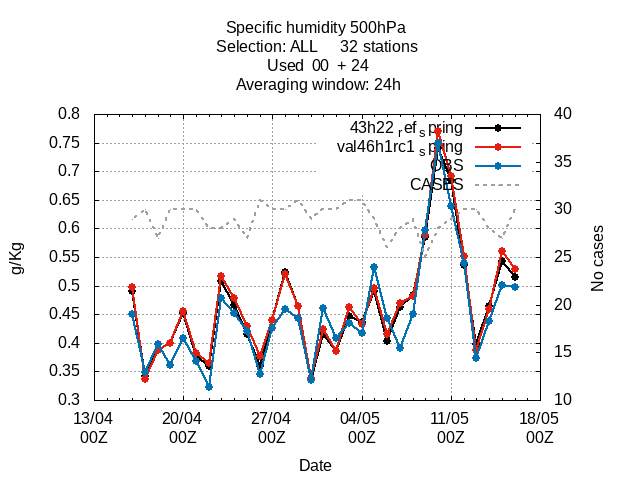 Specific humidity 500hPa
Selection: ALL 32 stations
Used 00 + 24
Averaging window: 24h
43h22_ref_spring
val46h1rc1_spring
OBS
CASES
g/Kg
0.8
0.75
0.7
0.65
0.6
0.55
0.5
0.45
0.4
0.35
0.3
No cases
40
35
30
25
20
15
10
13/04 20/04 27/04 04/05 11/05 18/05
00Z 00Z 00Z 00Z 00Z 00Z
Date